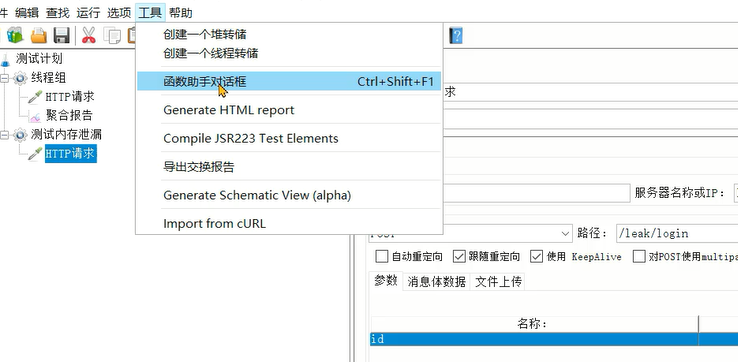 件 编辑 查找 运行 选项 工具 帮助
创建一个堆转储
创建一个线程转储
函数助手对话框 Ctrl+Shift+F1
Generate HTML report
Compile JSR223 Test Elements
导出交换报告
Generate Schematic View (alpha)
Import from cURL
测试计划
线程组
HTTP请求
聚合报告
测试内存泄漏
HTTP请求
求
服务器名称或IP:
POST 路径: /leak/login
自动重定向 跟随重定向 使用 KeepAlive 对POST使用multipa
参数 消息体数据 文件上传
名称:
id